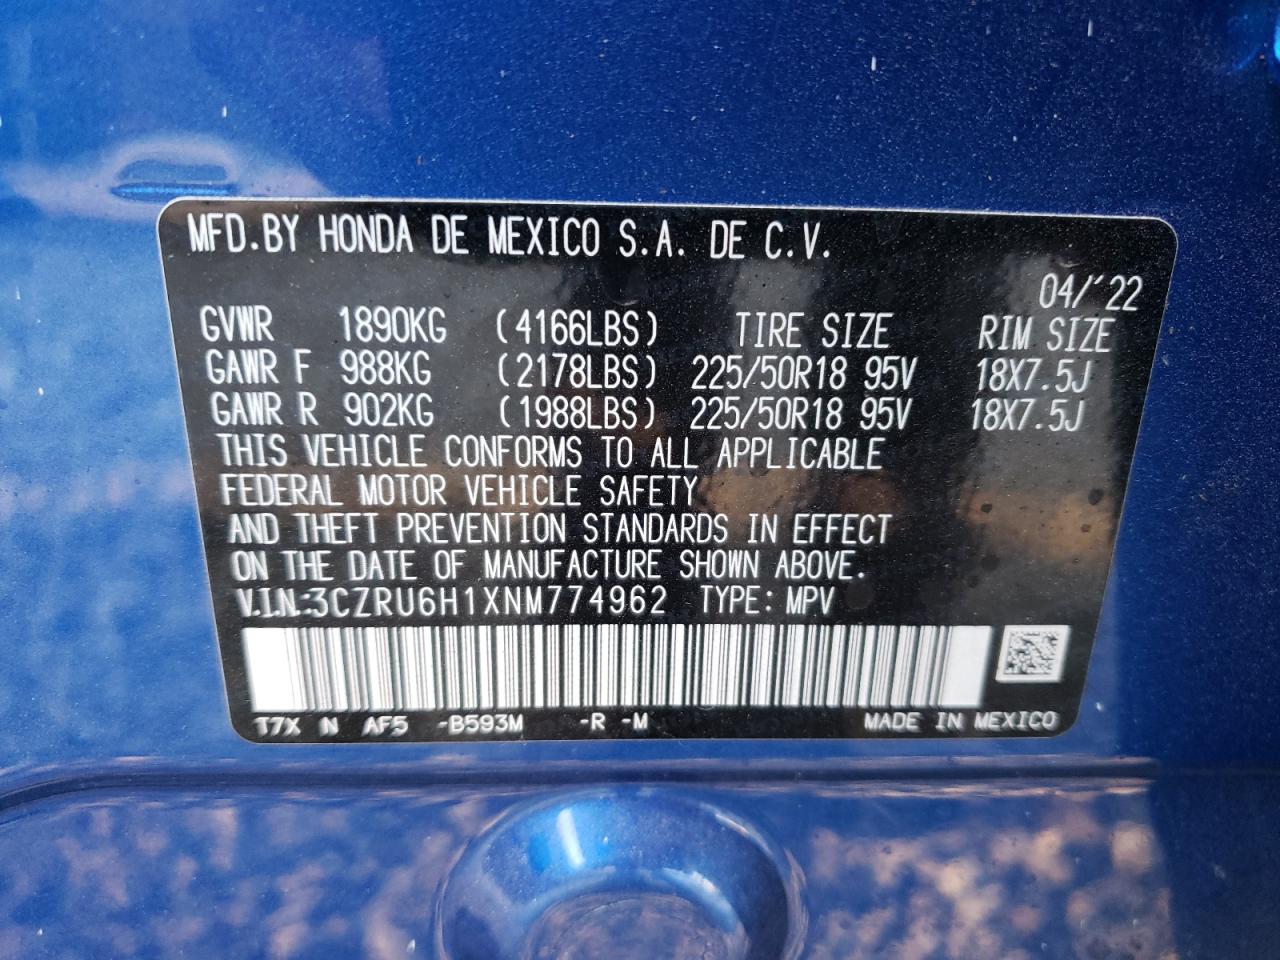 MFD.BY HONDA DE MEXICO S.A. DE C.V.
04/'22
GVWR 1890KG (4166LBS) TIRE SIZE RIM SIZE
GAWR F 988KG (2178LBS) 225/50R18 95V 18X7.5J
GAWR R 902KG (1988LBS) 225/50R18 95V 18X7.5J
THIS VEHICLE CONFORMS TO ALL APPLICABLE
FEDERAL MOTOR VEHICLE SAFETY
AND THEFT PREVENTION STANDARDS IN EFFECT
ON THE DATE OF MANUFACTURE SHOWN ABOVE.
V.I.N.:3CZRU6H1XNM774962 TYPE: MPV
T7X N AF5 -B593M -R -M MADE IN MEXICO